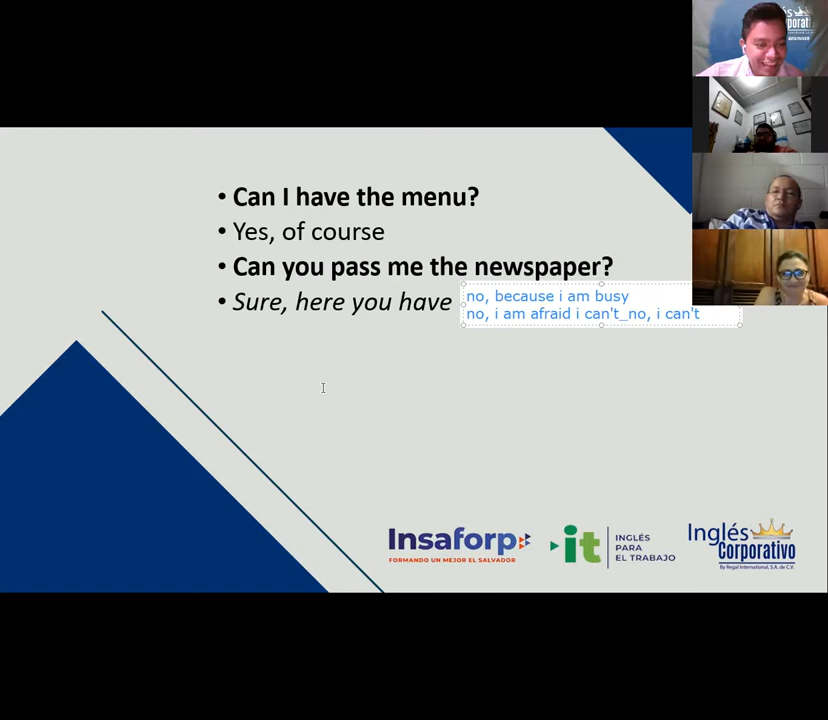 • Can I have the menu?
• Yes, of course
• Can you pass me the newspaper?
• Sure, here you have
no, because i am busy
no, i am afraid i can't_no, i can't
Insaforp
FORMANDO UN MEJOR EL SALVADOR
it
INGLÉS
PARA
EL TRABAJO
Inglés
Corporativo
By Regal International, S.A. de C.V.
BEGINNER